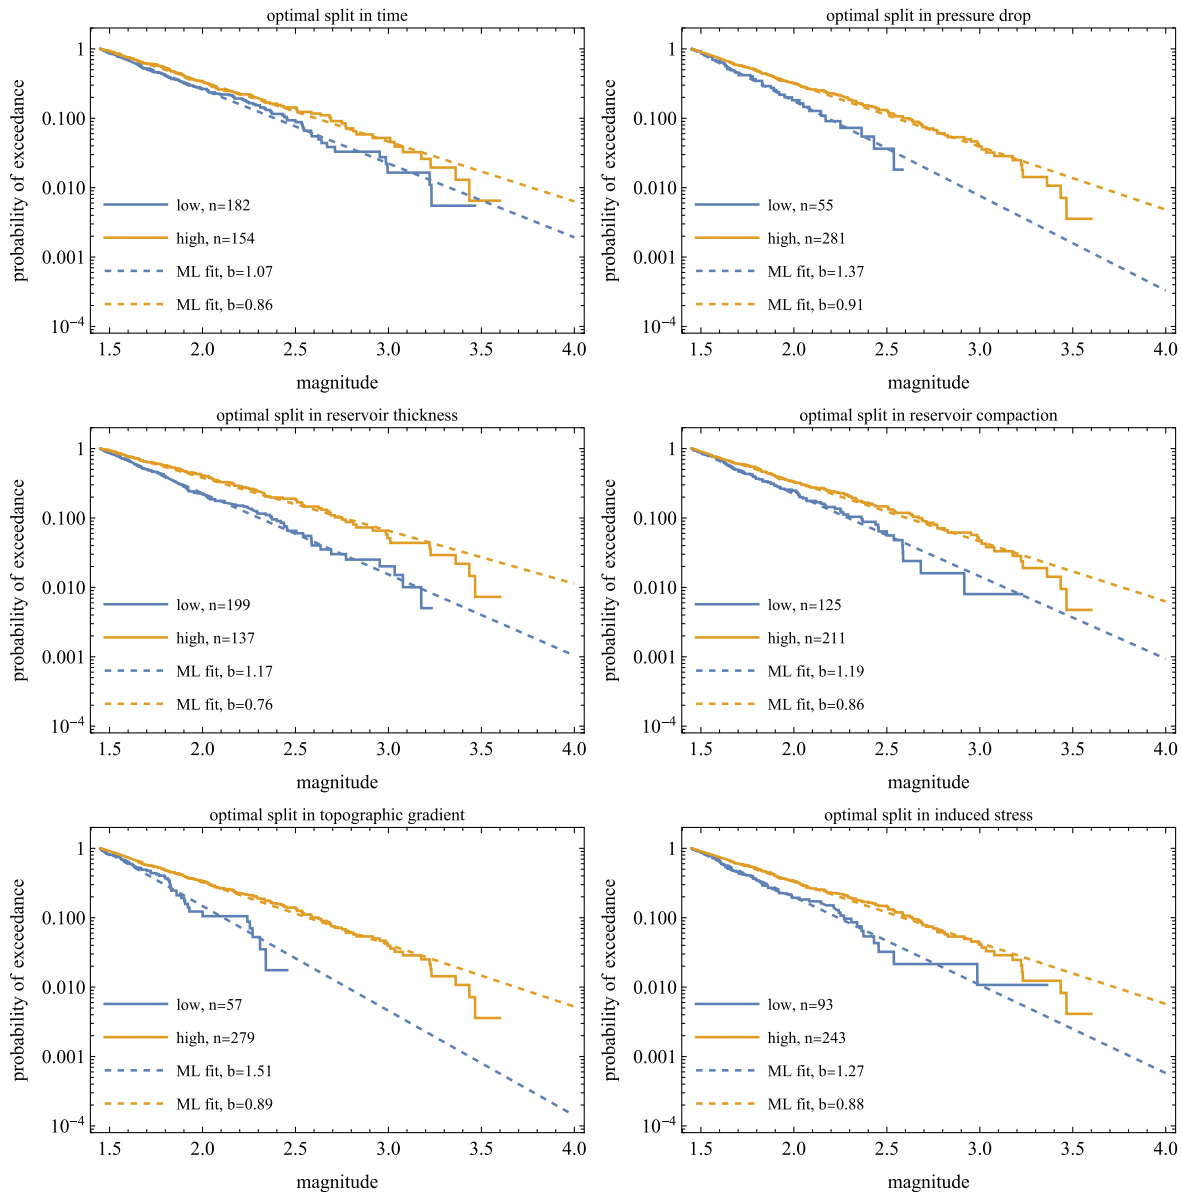 optimal split in time
probability of exceedance
1
0.100
0.010
0.001
10⁻⁴
low, n=182
high, n=154
ML fit, b=1.07
ML fit, b=0.86
1.5 2.0 2.5 3.0 3.5 4.0
magnitude
optimal split in pressure drop
probability of exceedance
1
0.100
0.010
0.001
10⁻⁴
low, n=55
high, n=281
ML fit, b=1.37
ML fit, b=0.91
1.5 2.0 2.5 3.0 3.5 4.0
magnitude
optimal split in reservoir thickness
probability of exceedance
1
0.100
0.010
0.001
10⁻⁴
low, n=199
high, n=137
ML fit, b=1.17
ML fit, b=0.76
1.5 2.0 2.5 3.0 3.5 4.0
magnitude
optimal split in reservoir compaction
probability of exceedance
1
0.100
0.010
0.001
10⁻⁴
low, n=125
high, n=211
ML fit, b=1.19
ML fit, b=0.86
1.5 2.0 2.5 3.0 3.5 4.0
magnitude
optimal split in topographic gradient
probability of exceedance
1
0.100
0.010
0.001
10⁻⁴
low, n=57
high, n=279
ML fit, b=1.51
ML fit, b=0.89
1.5 2.0 2.5 3.0 3.5 4.0
magnitude
optimal split in induced stress
probability of exceedance
1
0.100
0.010
0.001
10⁻⁴
low, n=93
high, n=243
ML fit, b=1.27
ML fit, b=0.88
1.5 2.0 2.5 3.0 3.5 4.0
magnitude